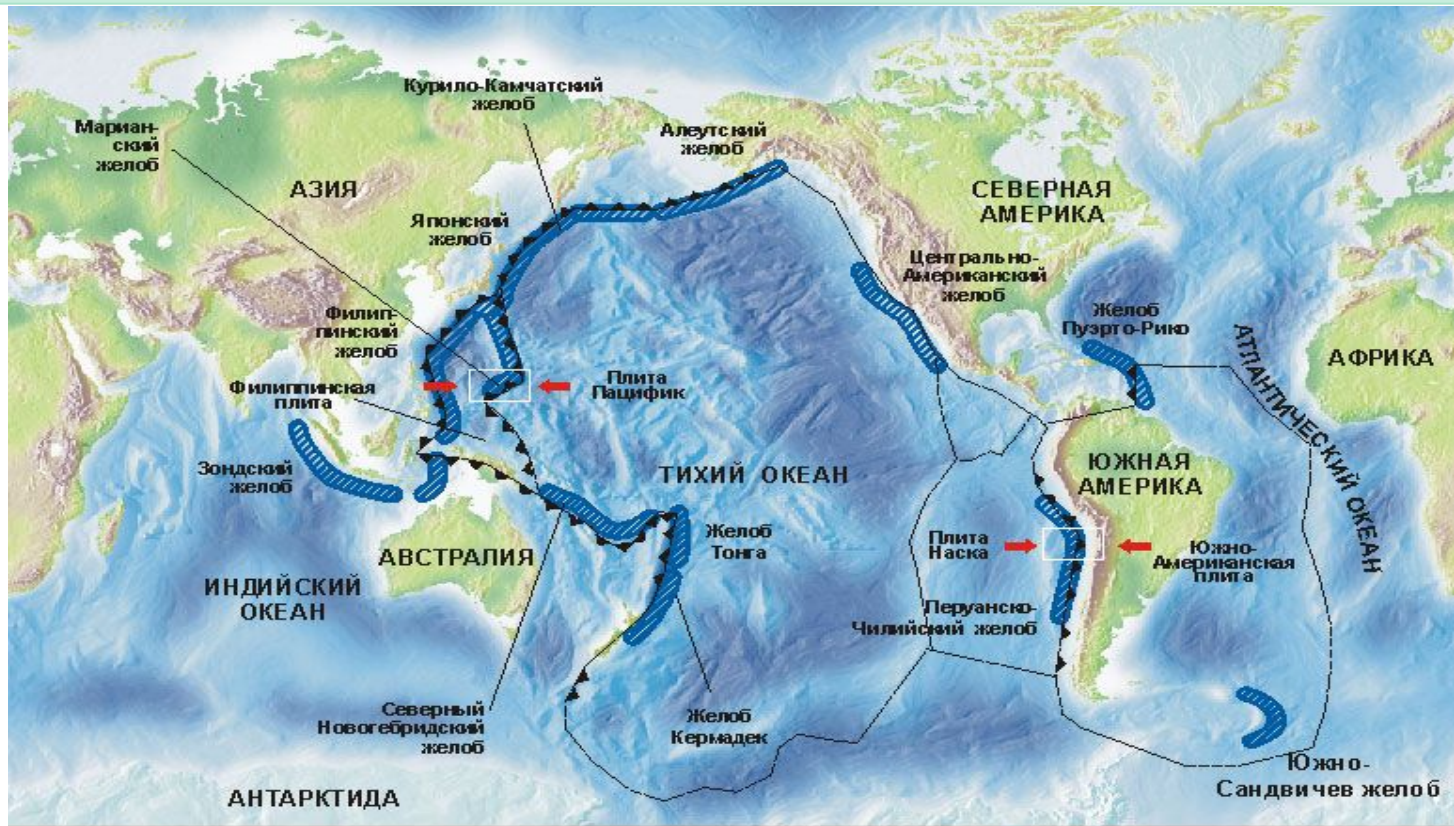 Курило-Камчатский
желоб
Мариан-
ский
желоб
Алеутский
желоб
АЗИЯ
СЕВЕРНАЯ
АМЕРИКА
Японский
желоб
Центрально-
Американский
желоб
Филип-
пинский
желоб
Желоб
Пуэрто-Рико
АТЛАНТИЧЕСКИЙ ОКЕАН
АФРИКА
Филиппинская
плита
Плита
Пацифик
Зондский
желоб
ТИХИЙ ОКЕАН
ЮЖНАЯ
АМЕРИКА
АВСТРАЛИЯ
Желоб
Тонга
Плита
Наска
Южно-
Американская
плита
ИНДИЙСКИЙ
ОКЕАН
Перуанско-
Чилийский желоб
Северный
Новогебридский
желоб
Желоб
Кермадек
Южно-
Сандвичев желоб
АНТАРКТИДА